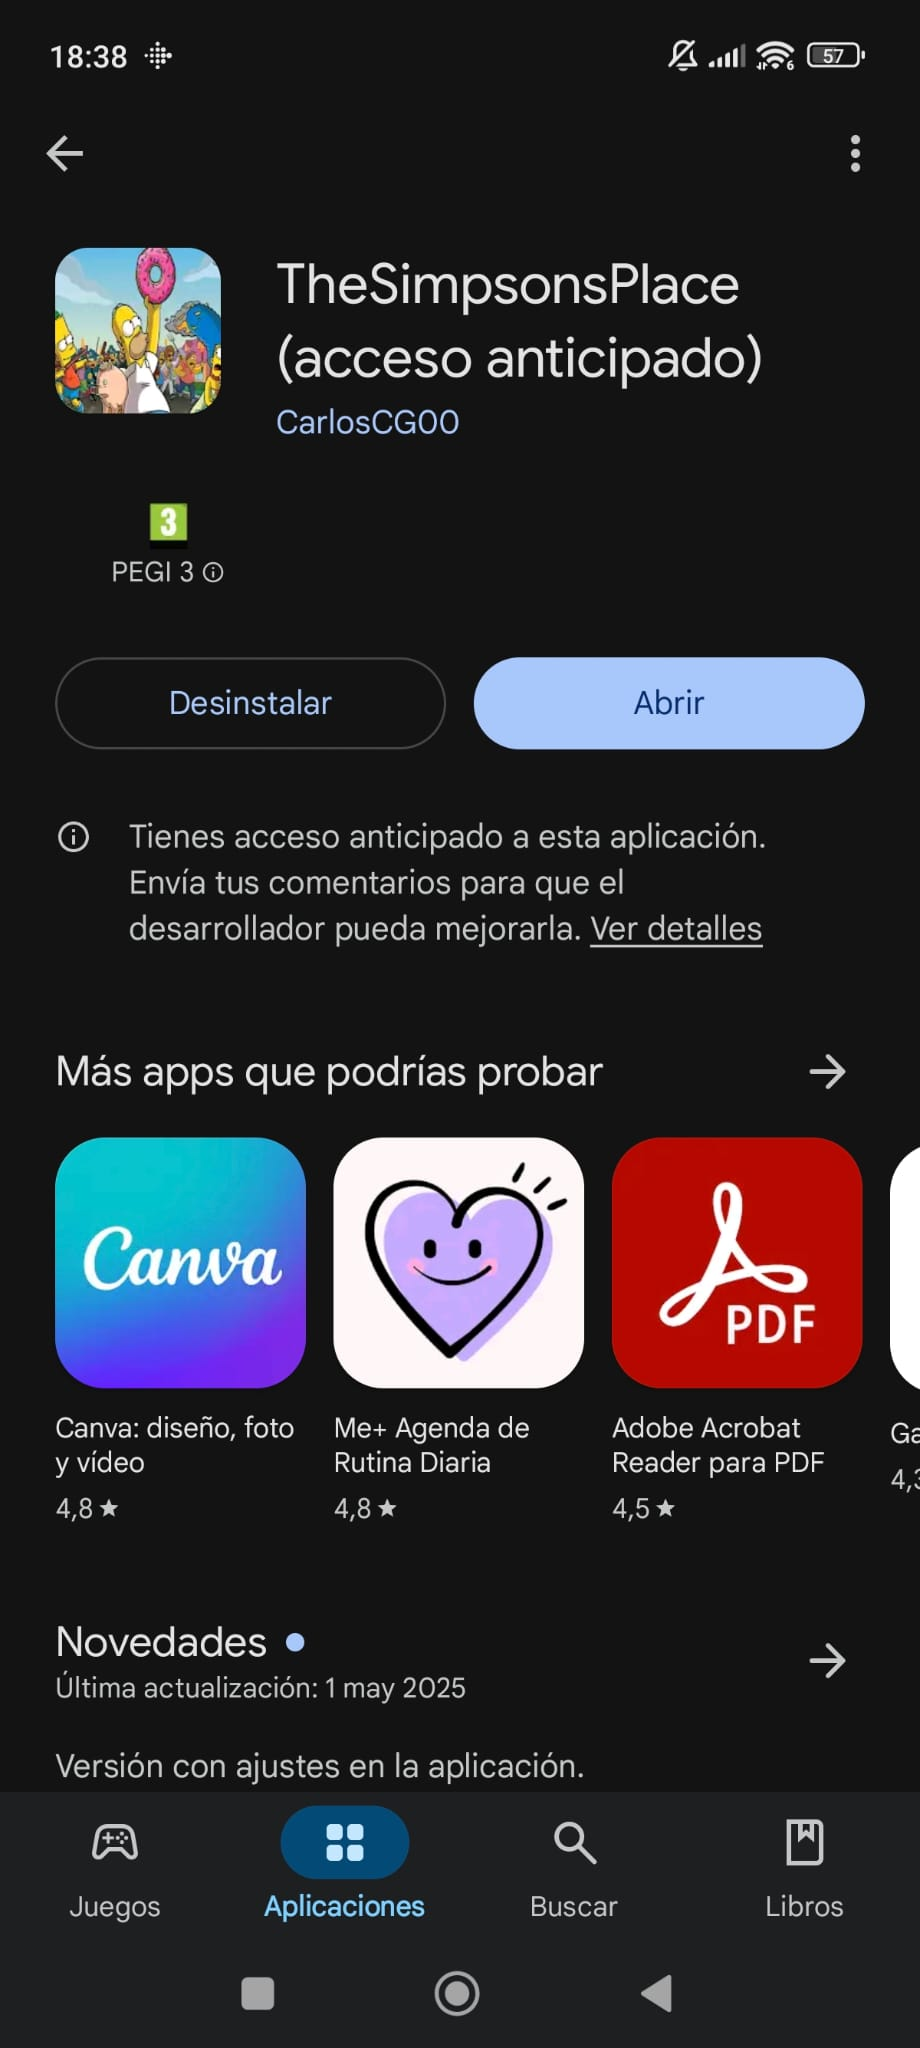 18:38
57
TheSimpsonsPlace
(acceso anticipado)
CarlosCG00
3
PEGI 3
Desinstalar
Abrir
Tienes acceso anticipado a esta aplicación.
Envía tus comentarios para que el
desarrollador pueda mejorarla. Ver detalles
Más apps que podrías probar
Canva
PDF
Canva: diseño, foto
y vídeo
4,8 ★
Me+ Agenda de
Rutina Diaria
4,8 ★
Adobe Acrobat
Reader para PDF
4,5 ★
Novedades
Última actualización: 1 may 2025
Versión con ajustes en la aplicación.
Juegos
Aplicaciones
Buscar
Libros